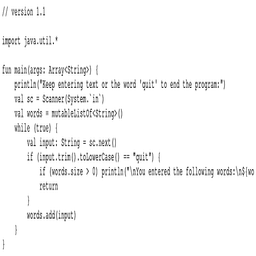 // version 1.1
import java.util.*
fun main(args: Array<String>) {
    println("Keep entering text or the word 'quit' to end the program:")
    val sc = Scanner(System.`in`)
    val words = mutableListOf<String>()
    while (true) {
        val input: String = sc.next()
        if (input.trim().toLowerCase() == "quit") {
            if (words.size > 0) println("\nYou entered the following words:\n${wo
            return
        }
        words.add(input)
    }
}